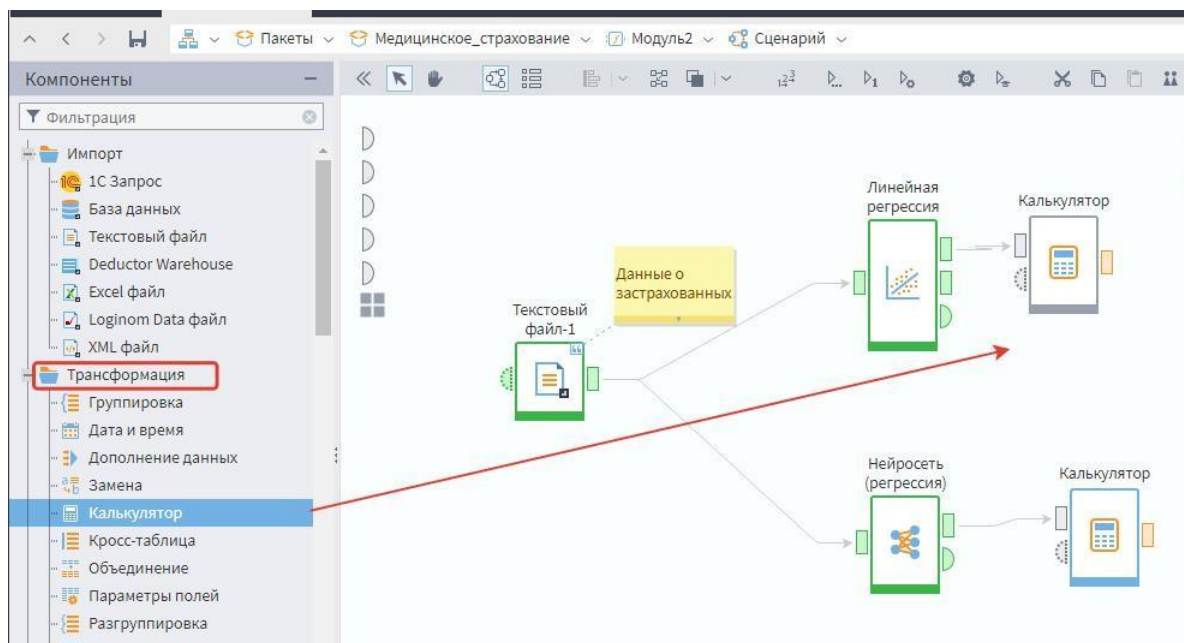 Пакеты
Медицинское_страхование
Модуль2
Сценарий
Компоненты
Фильтрация
Импорт
1С Запрос
База данных
Текстовый файл
Deductor Warehouse
Excel файл
Loginom Data файл
XML файл
Трансформация
Группировка
Дата и время
Дополнение данных
Замена
Калькулятор
Кросс-таблица
Объединение
Параметры полей
Разгруппировка
Текстовый
файл-1
Данные о
застрахованных
Линейная
регрессия
Калькулятор
Нейросеть
(регрессия)
Калькулятор